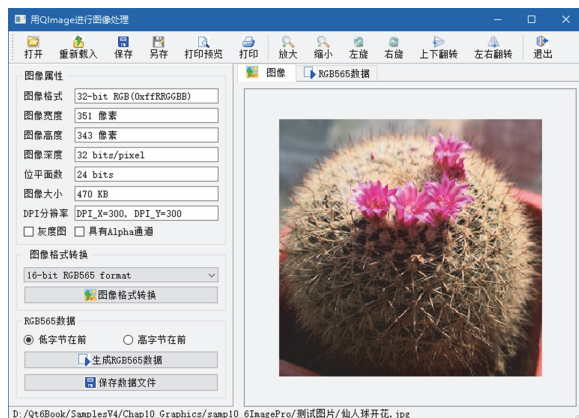 用QImage进行图像处理
打开 重新载入 保存 另存 打印预览 打印 放大 缩小 左旋 右旋 上下翻转 左右翻转 退出
图像属性
图像格式 32-bit RGB(0xffRRGGBB)
图像宽度 351 像素
图像高度 343 像素
图像深度 32 bits/pixel
位平面数 24 bits
图像大小 470 KB
DPI分辨率 DPI_X=300, DPI_Y=300
灰度图 具有Alpha通道
图像格式转换
16-bit RGB565 format
图像格式转换
RGB565数据
低字节在前 高字节在前
生成RGB565数据
保存数据文件
图像 RGB565数据
D:/Qt6Book/SamplesV4/Chap10_Graphics/samp10_6ImagePro/测试图片/仙人球开花.jpg